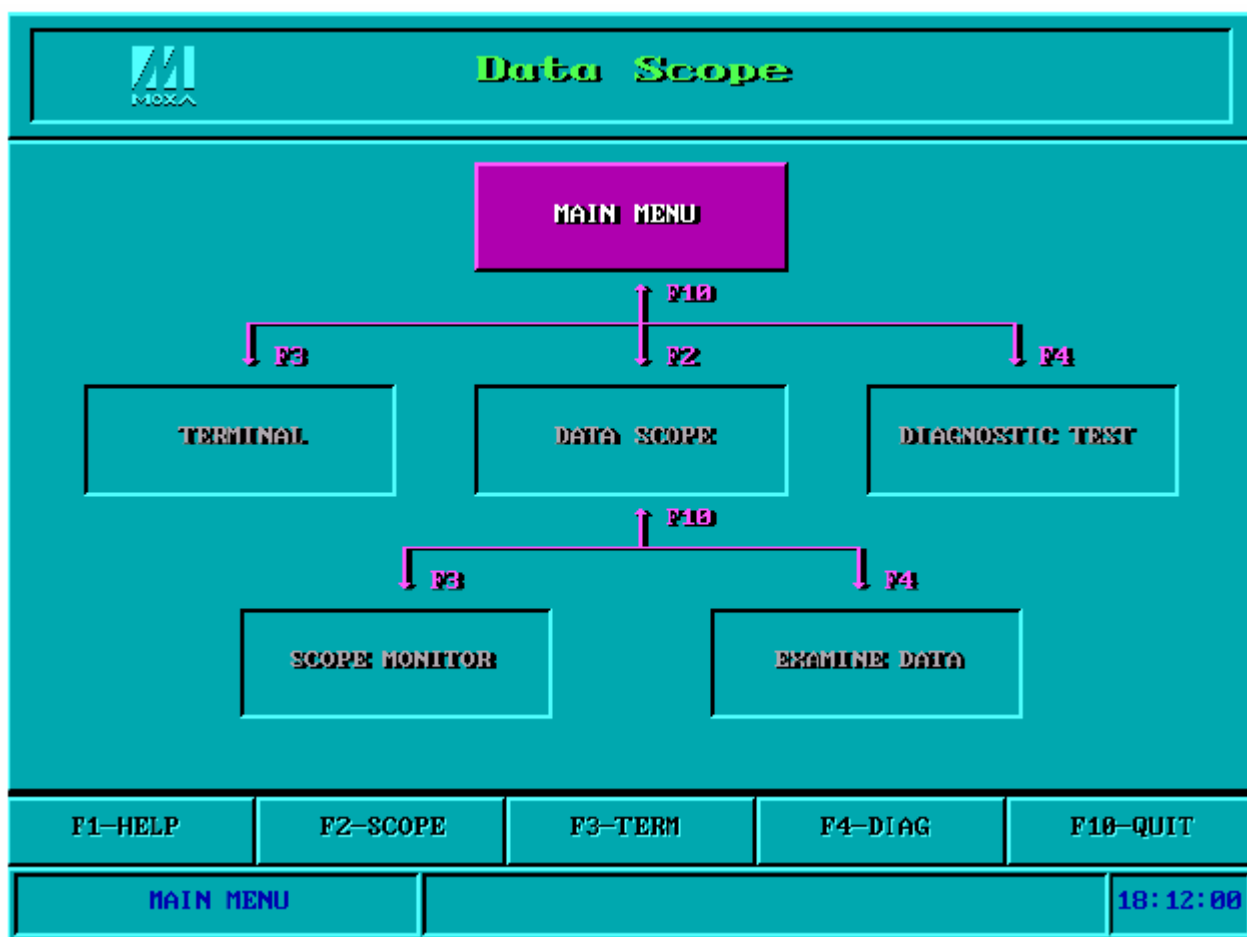 Data Scope
MOXA
MAIN MENU
F10
F3
F2
F4
TERMINAL
DATA SCOPE
DIAGNOSTIC TEST
F10
F3
F4
SCOPE MONITOR
EXAMINE DATA
F1-HELP
F2-SCOPE
F3-TERM
F4-DIAG
F10-QUIT
MAIN MENU
18:12:00